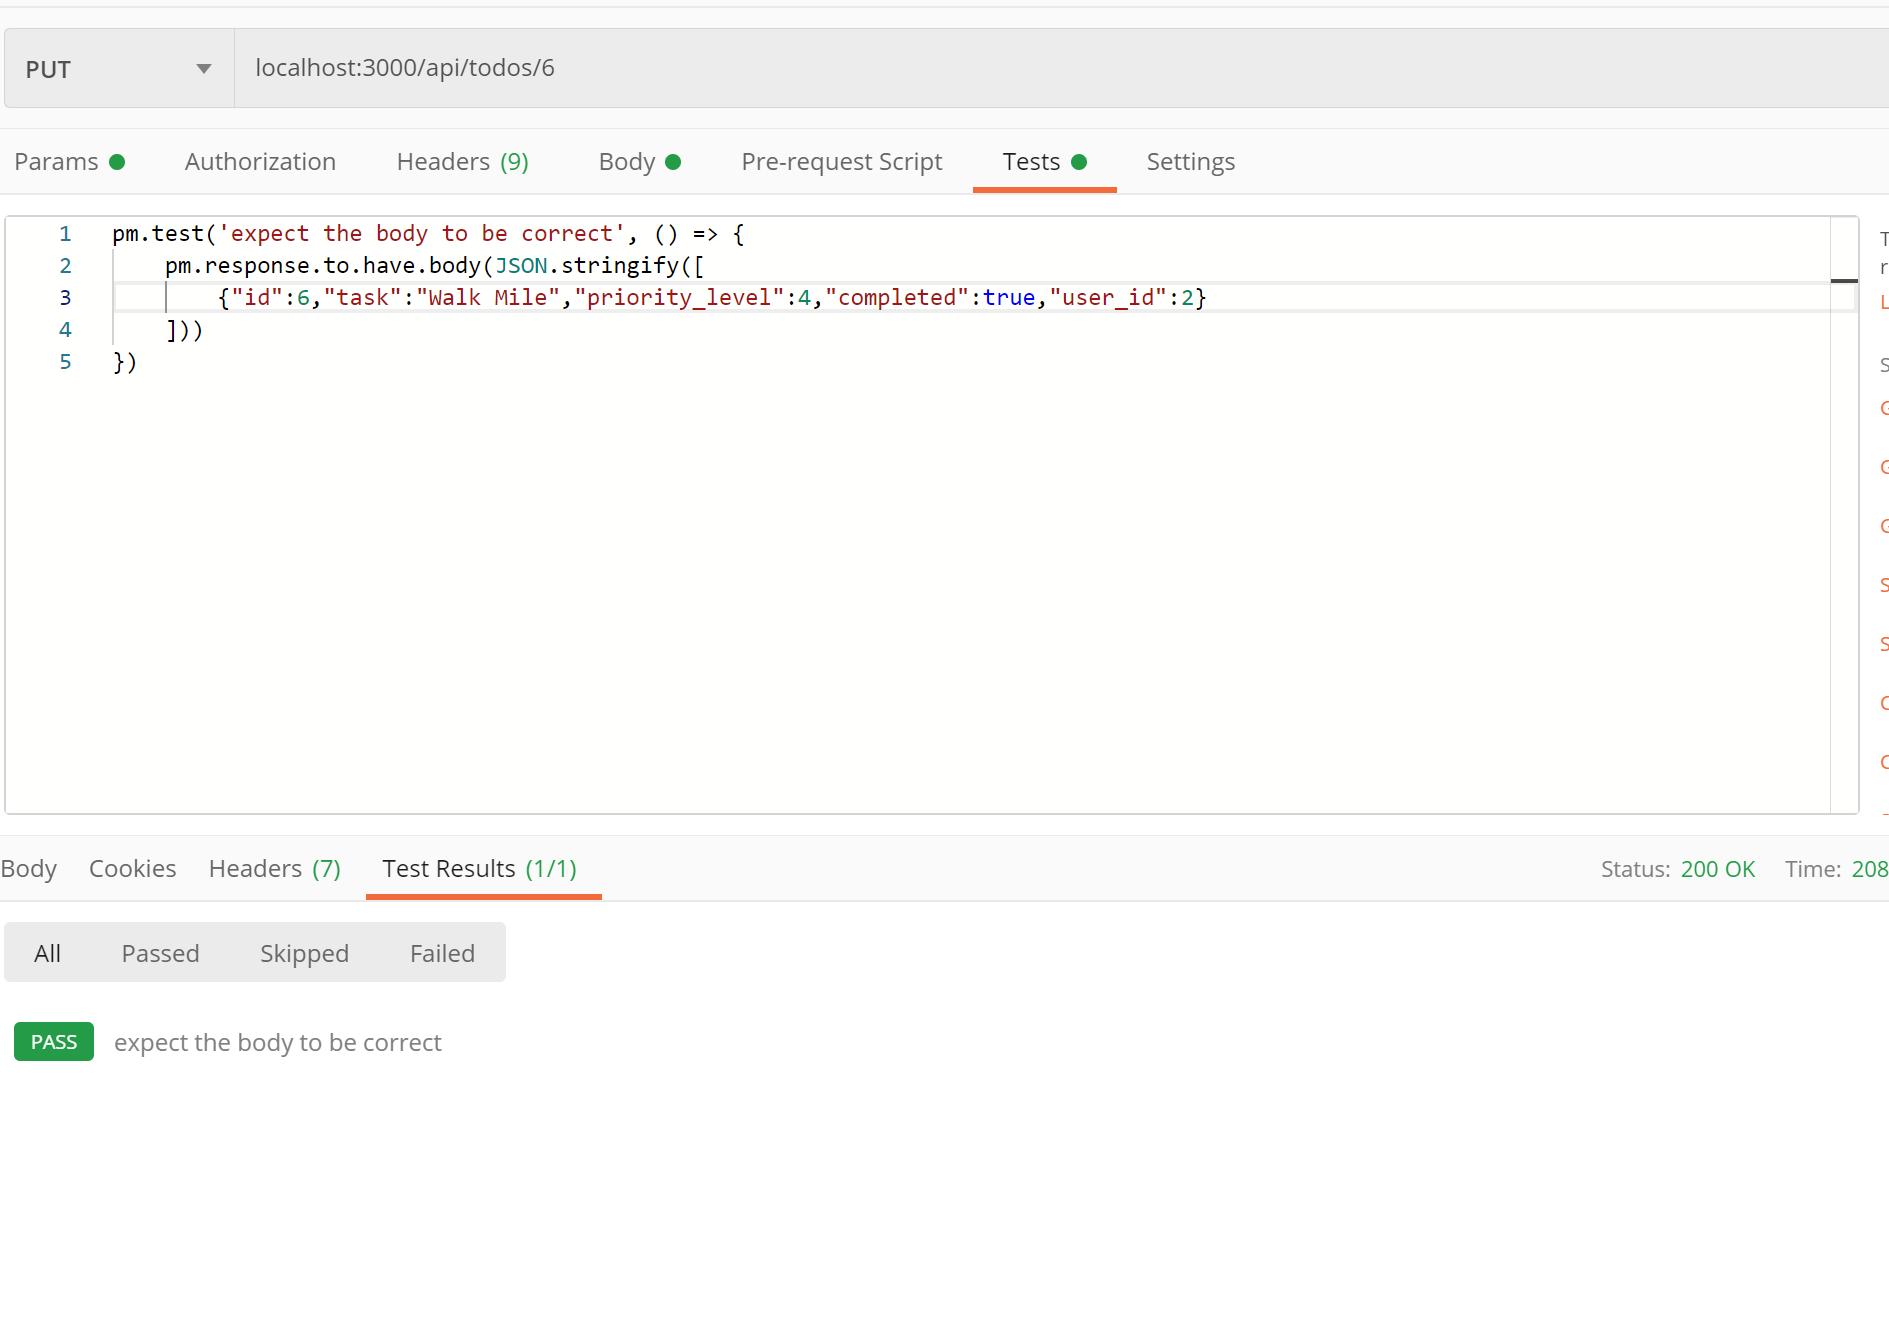 PUT localhost:3000/api/todos/6
Params Authorization Headers (9) Body Pre-request Script Tests Settings
1 pm.test('expect the body to be correct', () => {
2 pm.response.to.have.body(JSON.stringify([
3 {"id":6,"task":"Walk Mile","priority_level":4,"completed":true,"user_id":2}
4 ]))
5 })
Body Cookies Headers (7) Test Results (1/1) Status: 200 OK Time: 208
All Passed Skipped Failed
PASS expect the body to be correct